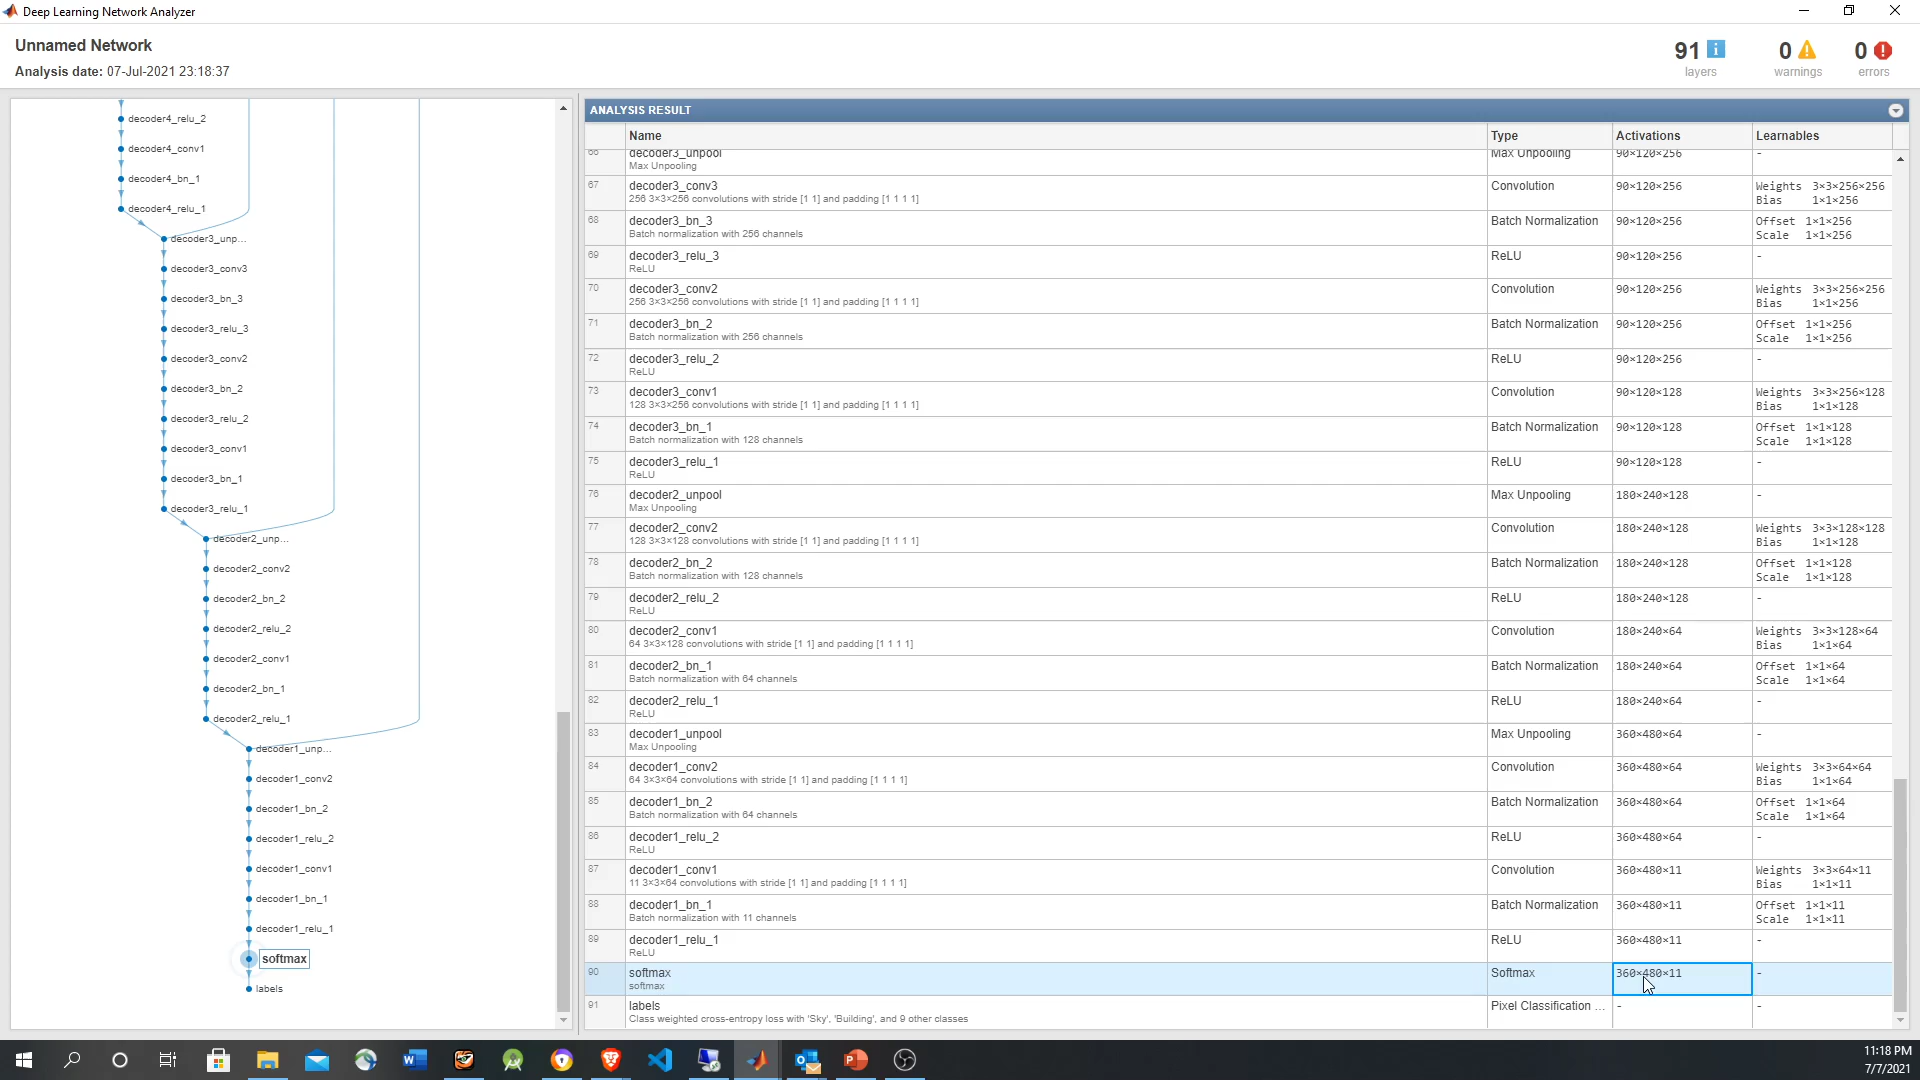 Deep Learning Network Analyzer
Unnamed Network
Analysis date: 07-Jul-2021 23:18:37
91 layers
0 warnings
0 errors
decoder4_relu_2
decoder4_conv1
decoder4_bn_1
decoder4_relu_1
decoder3_unp...
decoder3_conv3
decoder3_bn_3
decoder3_relu_3
decoder3_conv2
decoder3_bn_2
decoder3_relu_2
decoder3_conv1
decoder3_bn_1
decoder3_relu_1
decoder2_unp...
decoder2_conv2
decoder2_bn_2
decoder2_relu_2
decoder2_conv1
decoder2_bn_1
decoder2_relu_1
decoder1_unp...
decoder1_conv2
decoder1_bn_2
decoder1_relu_2
decoder1_conv1
decoder1_bn_1
decoder1_relu_1
softmax
labels
ANALYSIS RESULT
Name Type Activations Learnables
66 decoder3_unpool Max Unpooling 90×120×256 -
Max Unpooling
67 decoder3_conv3 Convolution 90×120×256 Weights 3×3×256×256
256 3×3×256 convolutions with stride [1 1] and padding [1 1 1 1] Bias 1×1×256
68 decoder3_bn_3 Batch Normalization 90×120×256 Offset 1×1×256
Batch normalization with 256 channels Scale 1×1×256
69 decoder3_relu_3 ReLU 90×120×256 -
ReLU
70 decoder3_conv2 Convolution 90×120×256 Weights 3×3×256×256
256 3×3×256 convolutions with stride [1 1] and padding [1 1 1 1] Bias 1×1×256
71 decoder3_bn_2 Batch Normalization 90×120×256 Offset 1×1×256
Batch normalization with 256 channels Scale 1×1×256
72 decoder3_relu_2 ReLU 90×120×256 -
ReLU
73 decoder3_conv1 Convolution 90×120×128 Weights 3×3×256×128
128 3×3×256 convolutions with stride [1 1] and padding [1 1 1 1] Bias 1×1×128
74 decoder3_bn_1 Batch Normalization 90×120×128 Offset 1×1×128
Batch normalization with 128 channels Scale 1×1×128
75 decoder3_relu_1 ReLU 90×120×128 -
ReLU
76 decoder2_unpool Max Unpooling 180×240×128 -
Max Unpooling
77 decoder2_conv2 Convolution 180×240×128 Weights 3×3×128×128
128 3×3×128 convolutions with stride [1 1] and padding [1 1 1 1] Bias 1×1×128
78 decoder2_bn_2 Batch Normalization 180×240×128 Offset 1×1×128
Batch normalization with 128 channels Scale 1×1×128
79 decoder2_relu_2 ReLU 180×240×128 -
ReLU
80 decoder2_conv1 Convolution 180×240×64 Weights 3×3×128×64
64 3×3×128 convolutions with stride [1 1] and padding [1 1 1 1] Bias 1×1×64
81 decoder2_bn_1 Batch Normalization 180×240×64 Offset 1×1×64
Batch normalization with 64 channels Scale 1×1×64
82 decoder2_relu_1 ReLU 180×240×64 -
ReLU
83 decoder1_unpool Max Unpooling 360×480×64 -
Max Unpooling
84 decoder1_conv2 Convolution 360×480×64 Weights 3×3×64×64
64 3×3×64 convolutions with stride [1 1] and padding [1 1 1 1] Bias 1×1×64
85 decoder1_bn_2 Batch Normalization 360×480×64 Offset 1×1×64
Batch normalization with 64 channels Scale 1×1×64
86 decoder1_relu_2 ReLU 360×480×64 -
ReLU
87 decoder1_conv1 Convolution 360×480×11 Weights 3×3×64×11
11 3×3×64 convolutions with stride [1 1] and padding [1 1 1 1] Bias 1×1×11
88 decoder1_bn_1 Batch Normalization 360×480×11 Offset 1×1×11
Batch normalization with 11 channels Scale 1×1×11
89 decoder1_relu_1 ReLU 360×480×11 -
ReLU
90 softmax Softmax 360×480×11 -
softmax
91 labels Pixel Classification ... - -
Class weighted cross-entropy loss with 'Sky', 'Building', and 9 other classes
11:18 PM
7/7/2021